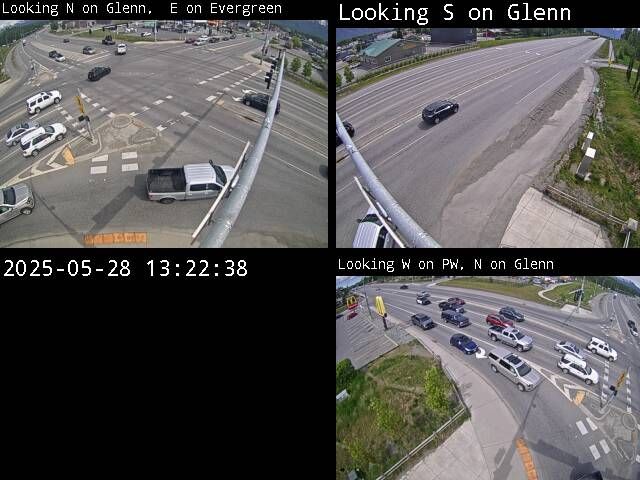 Looking N on Glenn, E on Evergreen
Looking S on Glenn
2025-05-28 13:22:38
Looking W on PW, N on Glenn